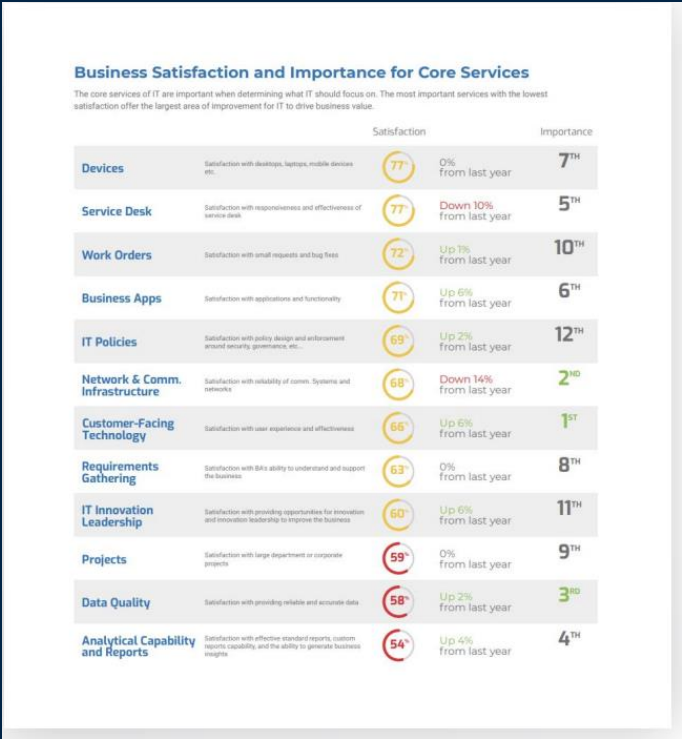 Business Satisfaction and Importance for Core Services
The core services of IT are important when determining what IT should focus on. The most important services with the lowest
satisfaction offer the largest area of improvement for IT to drive business value.
Satisfaction Importance
Devices
Satisfaction with desktops, laptops, mobile devices
etc.
77%
0%
from last year
7TH
Service Desk
Satisfaction with responsiveness and effectiveness of
service desk
77%
Down 10%
from last year
5TH
Work Orders
Satisfaction with small requests and bug fixes
72%
Up 1%
from last year
10TH
Business Apps
Satisfaction with applications and functionality
71%
Up 6%
from last year
6TH
IT Policies
Satisfaction with policy design and enforcement
around security, governance, etc...
69%
Up 2%
from last year
12TH
Network & Comm.
Infrastructure
Satisfaction with reliability of comm. Systems and
networks
68%
Down 14%
from last year
2ND
Customer-Facing
Technology
Satisfaction with user experience and effectiveness
66%
Up 6%
from last year
1ST
Requirements
Gathering
Satisfaction with BA's ability to understand and support
the business
63%
0%
from last year
8TH
IT Innovation
Leadership
Satisfaction with providing opportunities for innovation
and innovation leadership to improve the business
60%
Up 6%
from last year
11TH
Projects
Satisfaction with large department or corporate
projects
59%
0%
from last year
9TH
Data Quality
Satisfaction with providing reliable and accurate data
58%
Up 2%
from last year
3RD
Analytical Capability
and Reports
Satisfaction with effective standard reports, custom
reports capability, and the ability to generate business
insights
54%
Up 4%
from last year
4TH